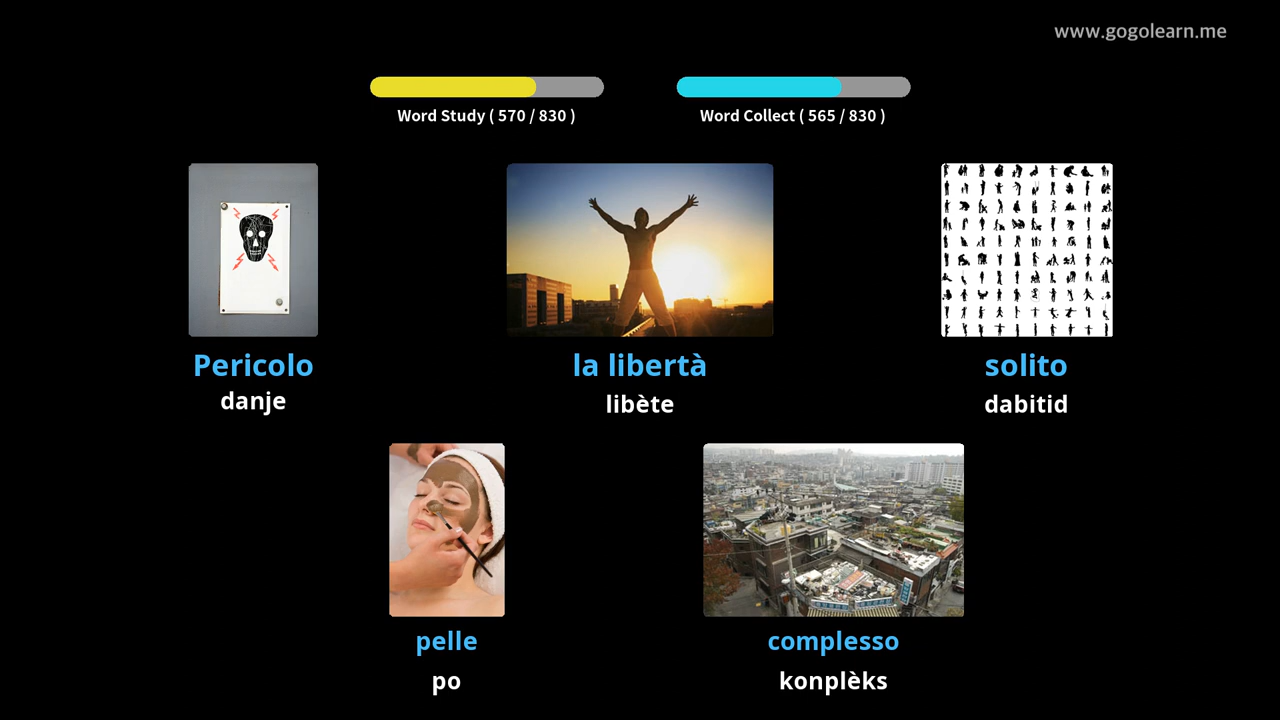 www.gogolearn.me
Word Study ( 570 / 830 )
Word Collect ( 565 / 830 )
Pericolo
danje
la libertà
libète
solito
dabitid
pelle
po
complesso
konplèks